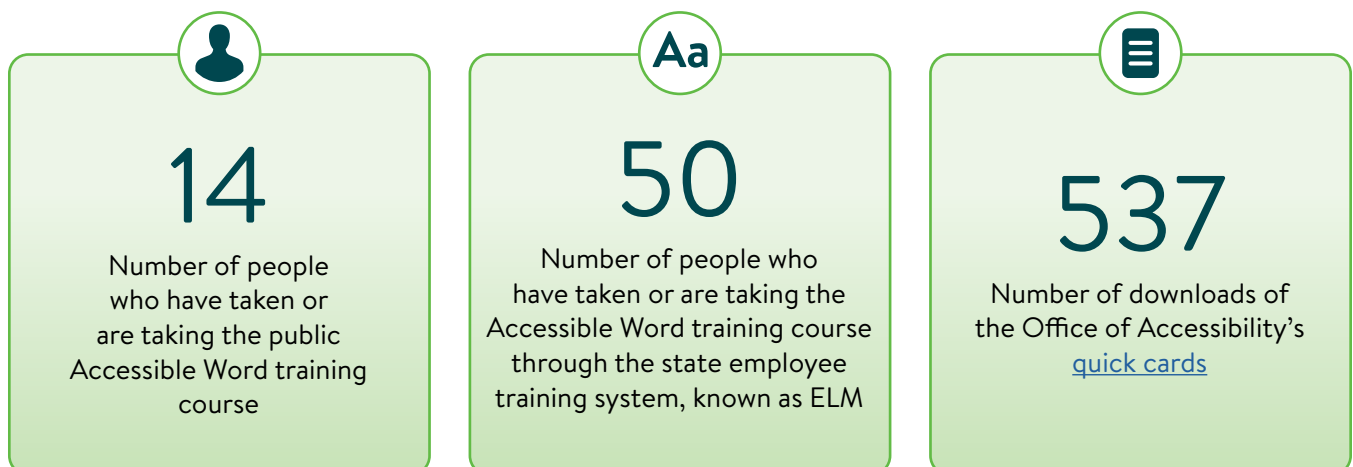 14
Number of people
who have taken or
are taking the public
Accessible Word training
course
Aa
50
Number of people who
have taken or are taking the
Accessible Word training course
through the state employee
training system, known as ELM
537
Number of downloads of
the Office of Accessibility's
quick cards